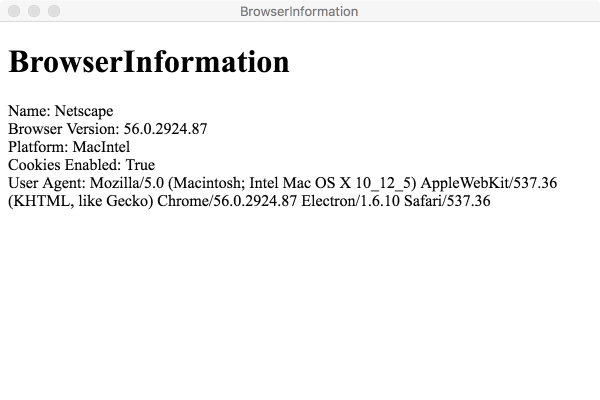 BrowserInformation
BrowserInformation
Name: Netscape
Browser Version: 56.0.2924.87
Platform: MacIntel
Cookies Enabled: True
User Agent: Mozilla/5.0 (Macintosh; Intel Mac OS X 10_12_5) AppleWebKit/537.36
(KHTML, like Gecko) Chrome/56.0.2924.87 Electron/1.6.10 Safari/537.36